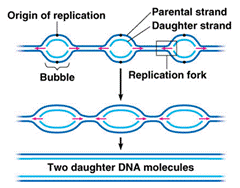 Origin of replication
Parental strand
Daughter strand
Bubble
Replication fork
Two daughter DNA molecules